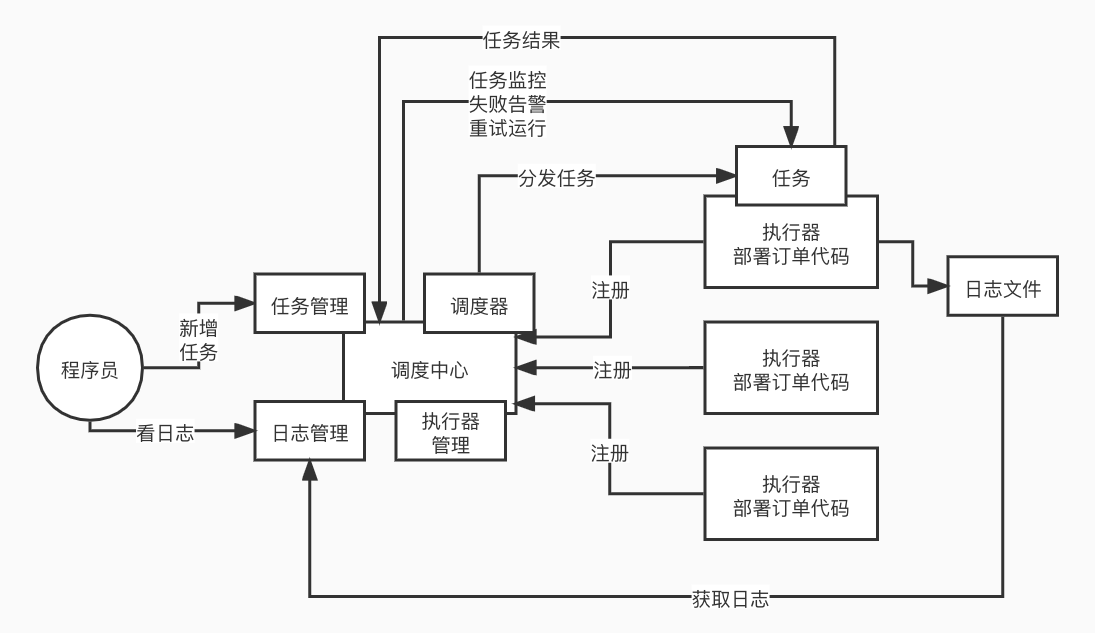 任务结果
任务监控
失败告警
重试运行
分发任务
任务
执行器
部署订单代码
注册
日志文件
任务管理
调度器
新增
任务
程序员
调度中心
注册
执行器
部署订单代码
看日志
日志管理
执行器
管理
注册
执行器
部署订单代码
获取日志